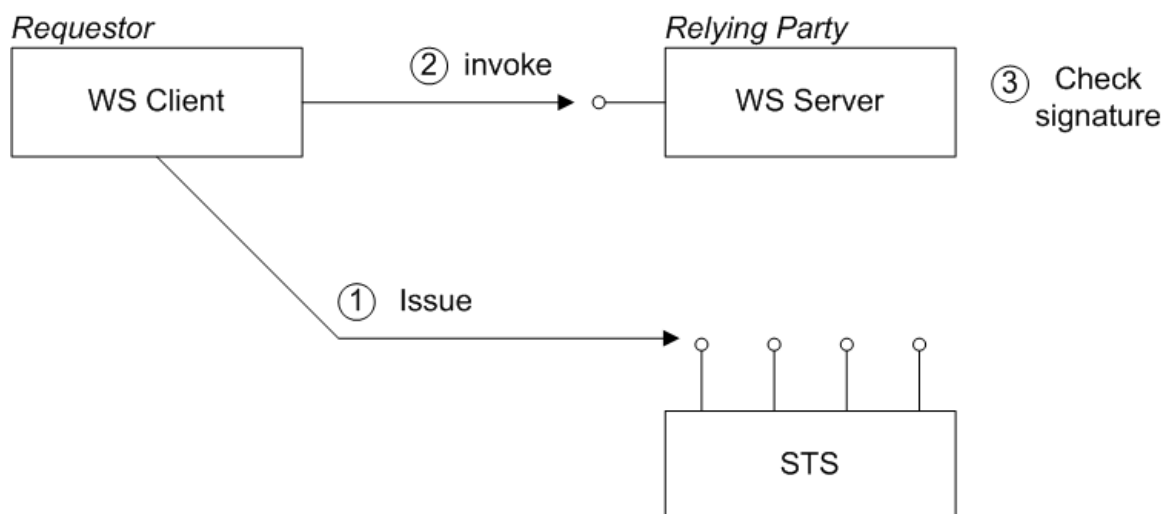 Requestor
Relying Party
WS Client
2 invoke
WS Server
3 Check
signature
1 Issue
STS